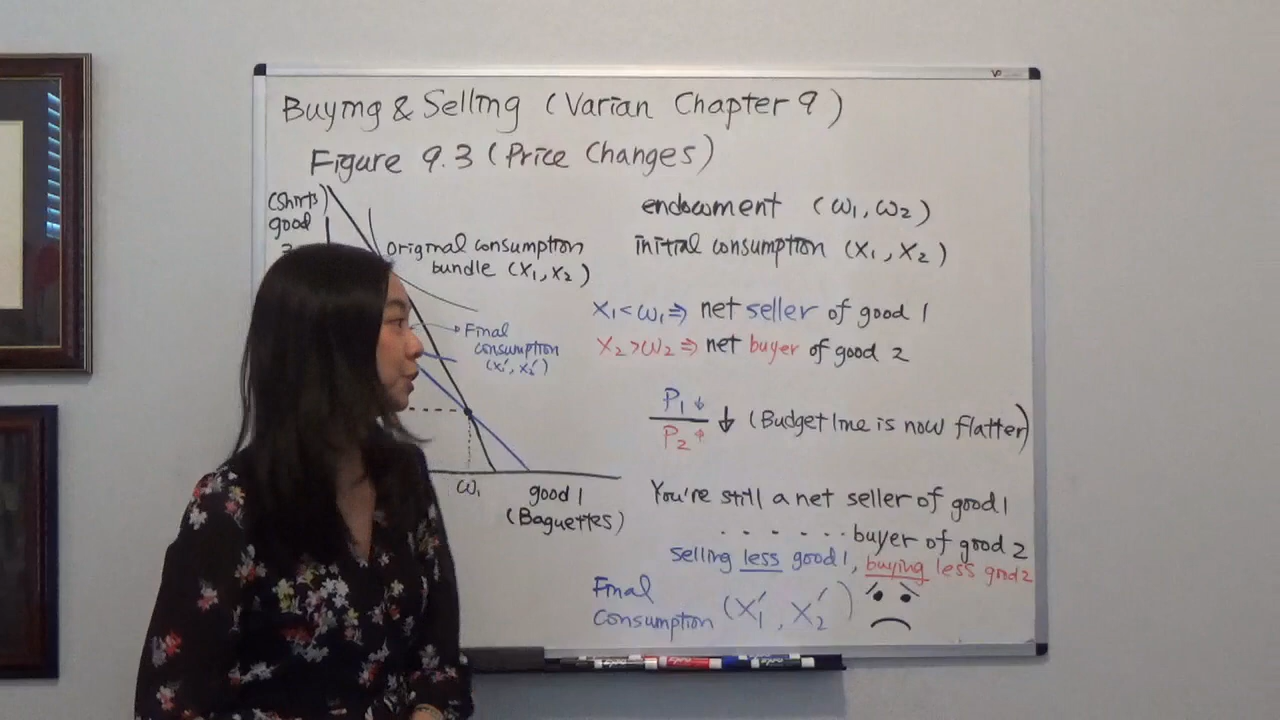 Buying & Selling (Varian Chapter 9)
Figure 9.3 (Price Changes)
(Shirts)
good
original consumption
bundle (x₁, x₂)
Final
consumption
(x₁′, x₂′)
ω₁
good 1
(Baguettes)
endowment (ω₁, ω₂)
initial consumption (x₁, x₂)
x₁ < ω₁ ⇒ net seller of good 1
x₂ > ω₂ ⇒ net buyer of good 2
P₁ ↓
P₂ ↑
↓ (Budget line is now flatter)
You're still a net seller of good 1
. . . . . . buyer of good 2
selling less good 1, buying less good 2
Final
consumption (x₁′, x₂′)